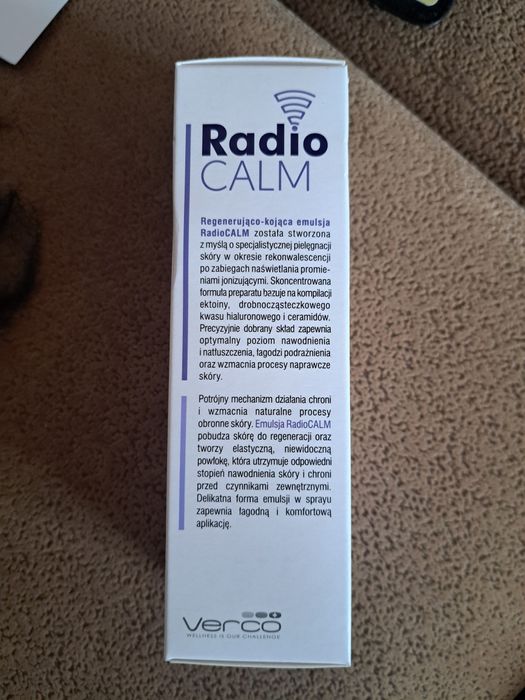 Radio
CALM
Regenerująco-kojąca emulsja
RadioCALM została stworzona
z myślą o specjalistycznej pielęgnacji
skóry w okresie rekonwalescencji
po zabiegach naświetlania promie-
niami jonizującymi. Skoncentrowana
formuła preparatu bazuje na kompilacji
ektoiny, drobnocząsteczkowego
kwasu hialuronowego i ceramidów.
Precyzyjnie dobrany skład zapewnia
optymalny poziom nawodnienia
i natłuszczenia, łagodzi podrażnienia
oraz wzmacnia procesy naprawcze
skóry.
Potrójny mechanizm działania chroni
i wzmacnia naturalne procesy
obronne skóry. Emulsja RadioCALM
pobudza skórę do regeneracji oraz
tworzy elastyczną, niewidoczną
powłokę, która utrzymuje odpowiedni
stopień nawodnienia skóry i chroni
przed czynnikami zewnętrznymi.
Delikatna forma emulsji w sprayu
zapewnia łagodną i komfortową
aplikację.
verco
WELLNESS IS OUR CHALLENGE